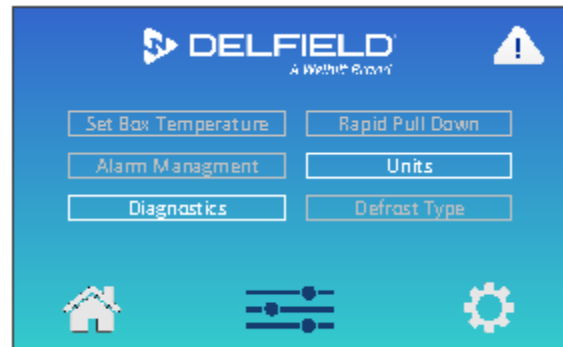 DELFIELD
A Welbilt Brand
Set Box Temperature
Rapid Pull Down
Alarm Managment
Units
Diagnostics
Defrost Type